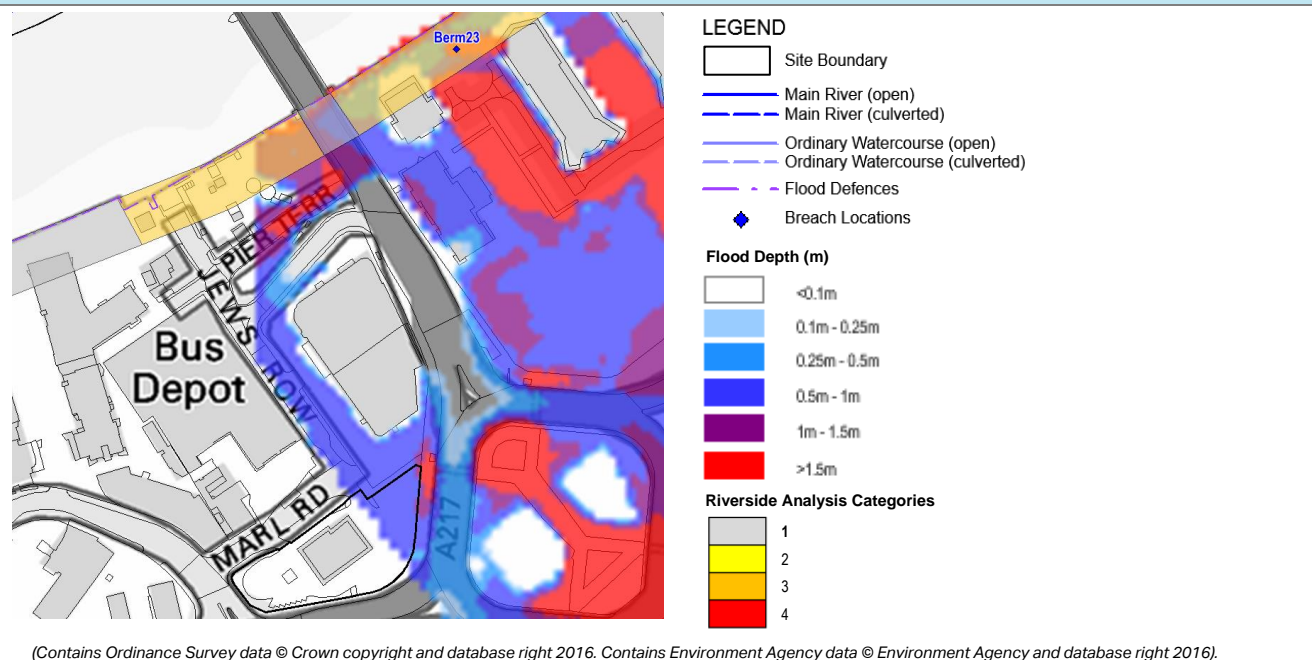 Berm23
PIER TERR
JEWS ROW
Bus
Depot
MARL RD
A217
LEGEND
Site Boundary
Main River (open)
Main River (culverted)
Ordinary Watercourse (open)
Ordinary Watercourse (culverted)
Flood Defences
Breach Locations
Flood Depth (m)
<0.1m
0.1m - 0.25m
0.25m - 0.5m
0.5m - 1m
1m - 1.5m
>1.5m
Riverside Analysis Categories
1
2
3
4
(Contains Ordinance Survey data © Crown copyright and database right 2016. Contains Environment Agency data © Environment Agency and database right 2016).